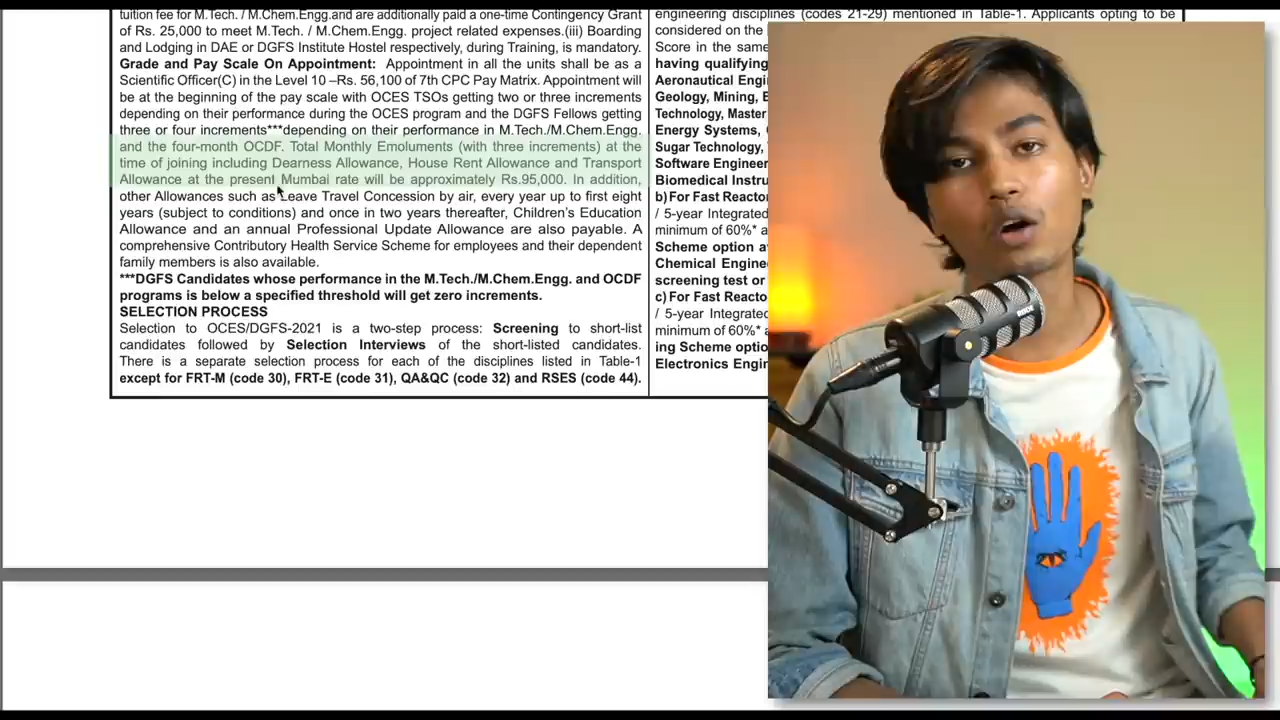 tuition fee for M.Tech. / M.Chem.Engg.and are additionally paid a one-time Contingency Grant
of Rs. 25,000 to meet M.Tech. / M.Chem.Engg. project related expenses.(iii) Boarding
and Lodging in DAE or DGFS Institute Hostel respectively, during Training, is mandatory.
Grade and Pay Scale On Appointment: Appointment in all the units shall be as a
Scientific Officer(C) in the Level 10 –Rs. 56,100 of 7th CPC Pay Matrix. Appointment will
be at the beginning of the pay scale with OCES TSOs getting two or three increments
depending on their performance during the OCES program and the DGFS Fellows getting
three or four increments***depending on their performance in M.Tech./M.Chem.Engg.
and the four-month OCDF. Total Monthly Emoluments (with three increments) at the
time of joining including Dearness Allowance, House Rent Allowance and Transport
Allowance at the present Mumbai rate will be approximately Rs.95,000. In addition,
other Allowances such as Leave Travel Concession by air, every year up to first eight
years (subject to conditions) and once in two years thereafter, Children's Education
Allowance and an annual Professional Update Allowance are also payable. A
comprehensive Contributory Health Service Scheme for employees and their dependent
family members is also available.
***DGFS Candidates whose performance in the M.Tech./M.Chem.Engg. and OCDF
programs is below a specified threshold will get zero increments.
SELECTION PROCESS
Selection to OCES/DGFS-2021 is a two-step process: Screening to short-list
candidates followed by Selection Interviews of the short-listed candidates.
There is a separate selection process for each of the disciplines listed in Table-1
except for FRT-M (code 30), FRT-E (code 31), QA&QC (code 32) and RSES (code 44).
engineering disciplines (codes 21-29) mentioned in Table-1. Applicants opting to be
considered on the
Score in the same
having qualifying
Aeronautical Engi
Geology, Mining,
Technology, Master
Energy Systems,
Sugar Technology,
Software Engineer
Biomedical Instru
b) For Fast Reactor
/ 5-year Integrated
minimum of 60%* a
Scheme option av
Chemical Engine
screening test or
c) For Fast Reacto
/ 5-year Integrated
minimum of 60%* a
ing Scheme optio
Electronics Engin
RODE